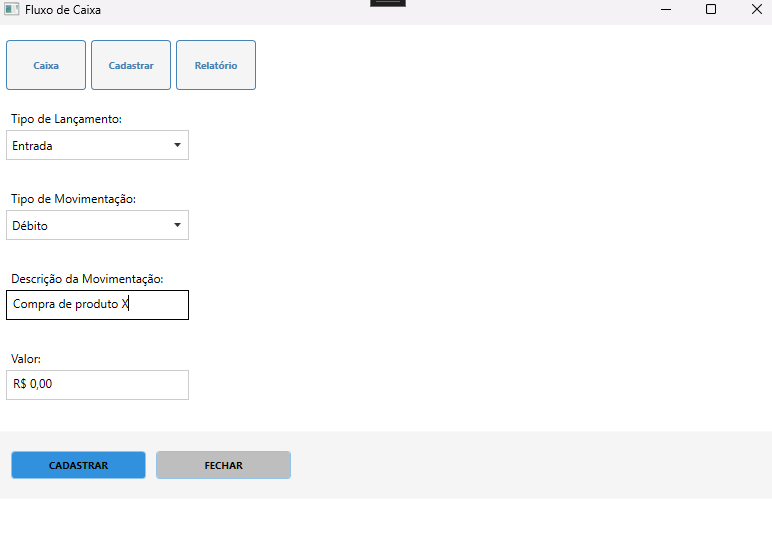 Fluxo de Caixa
Caixa Cadastrar Relatório
Tipo de Lançamento:
Entrada
Tipo de Movimentação:
Débito
Descrição da Movimentação:
Compra de produto X
Valor:
R$ 0,00
CADASTRAR FECHAR